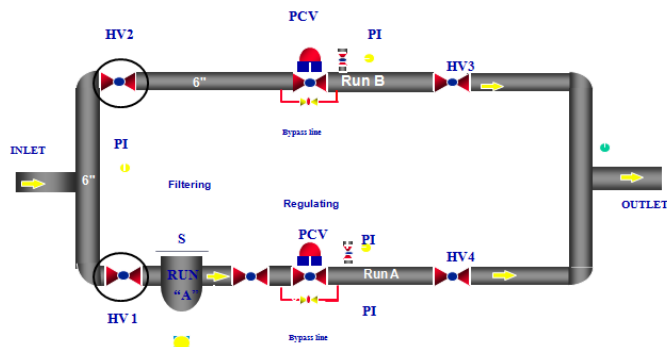 PCV
PI
HV2
HV3
6"
Run B
Bypass line
INLET
PI
6"
Filtering
Regulating
OUTLET
S
PCV
PI
HV4
RUN
“A”
Run A
HV 1
PI
Bypass line